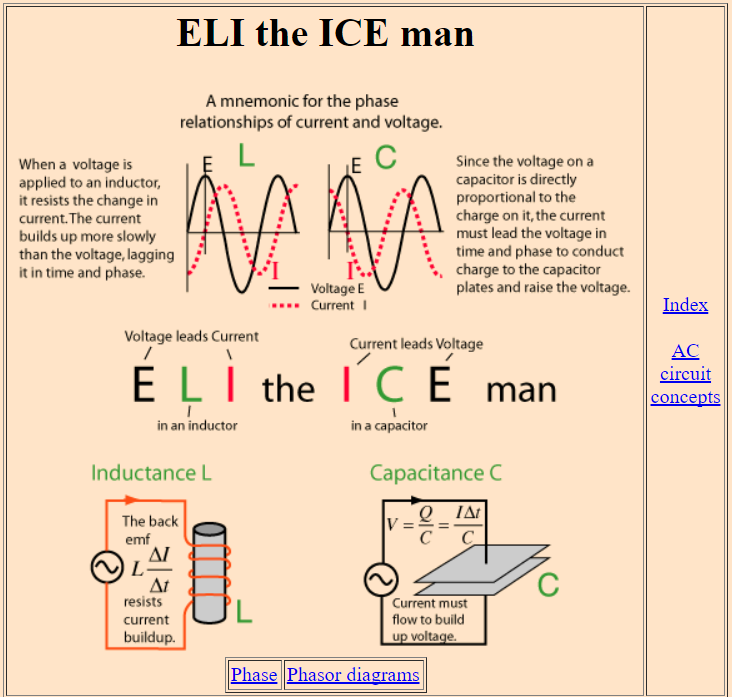 ELI the ICE man
A mnemonic for the phase
relationships of current and voltage.
When a voltage is
applied to an inductor,
it resists the change in
current. The current
builds up more slowly
than the voltage, lagging
it in time and phase.
E L
I
E C
I
Voltage E
Current I
Since the voltage on a
capacitor is directly
proportional to the
charge on it, the current
must lead the voltage in
time and phase to conduct
charge to the capacitor
plates and raise the voltage.
Voltage leads Current
Current leads Voltage
E L I the I C E man
in an inductor
in a capacitor
Inductance L
The back
emf
L ΔI/Δt
resists
current
buildup.
L
Capacitance C
V = Q/C = IΔt/C
C
Current must
flow to build
up voltage.
Phase Phasor diagrams
Index
AC
circuit
concepts